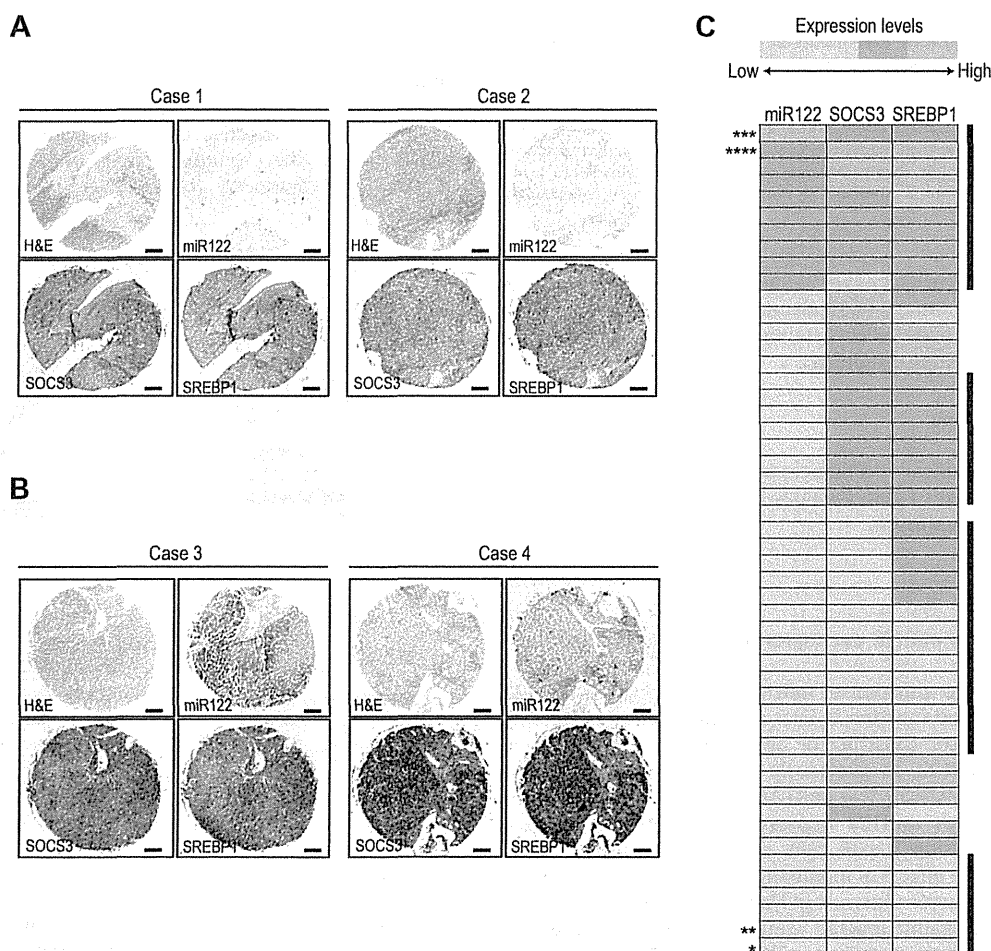 A
Case 1
Case 2
H&E
miR122
H&E
miR122
SOCS3
SREBP1
SOCS3
SREBP1
B
Case 3
Case 4
H&E
miR122
H&E
miR122
SOCS3
SREBP1
SOCS3
SREBP1
C
Expression levels
Low
High
miR122 SOCS3 SREBP1
***
****
**
*